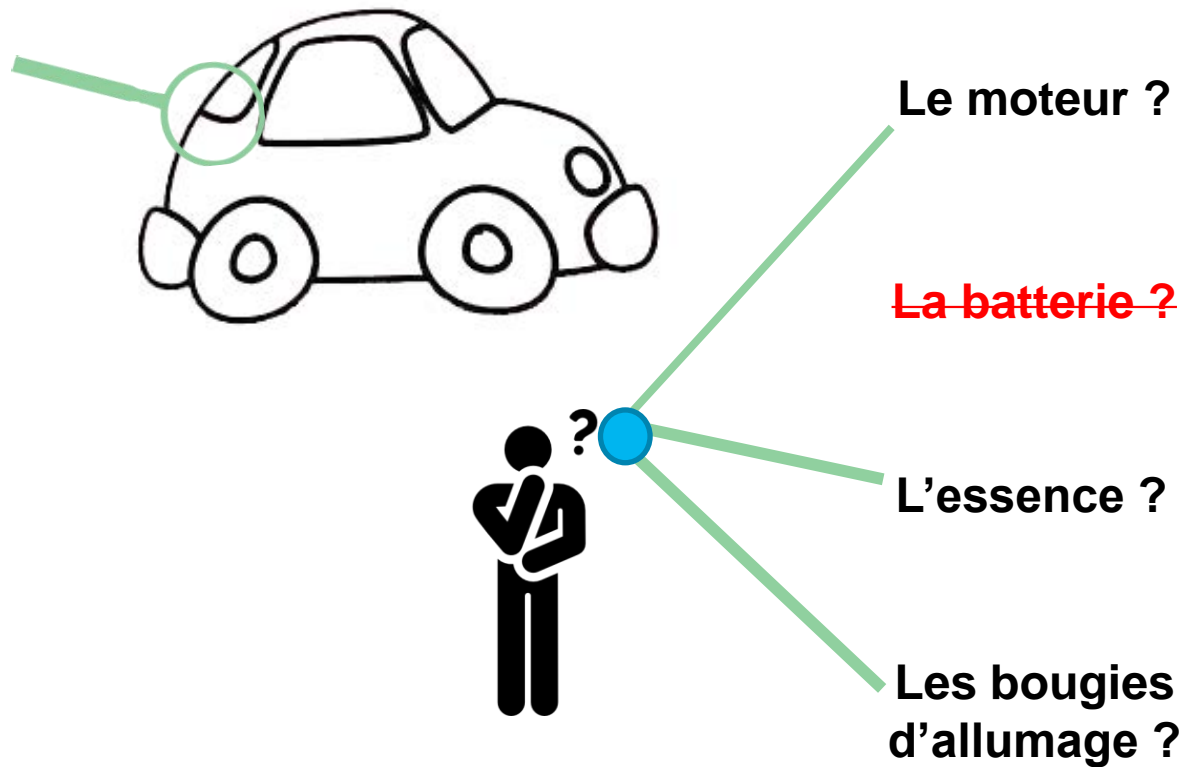 Le moteur ?
La batterie ?
?
L’essence ?
Les bougies
d’allumage ?